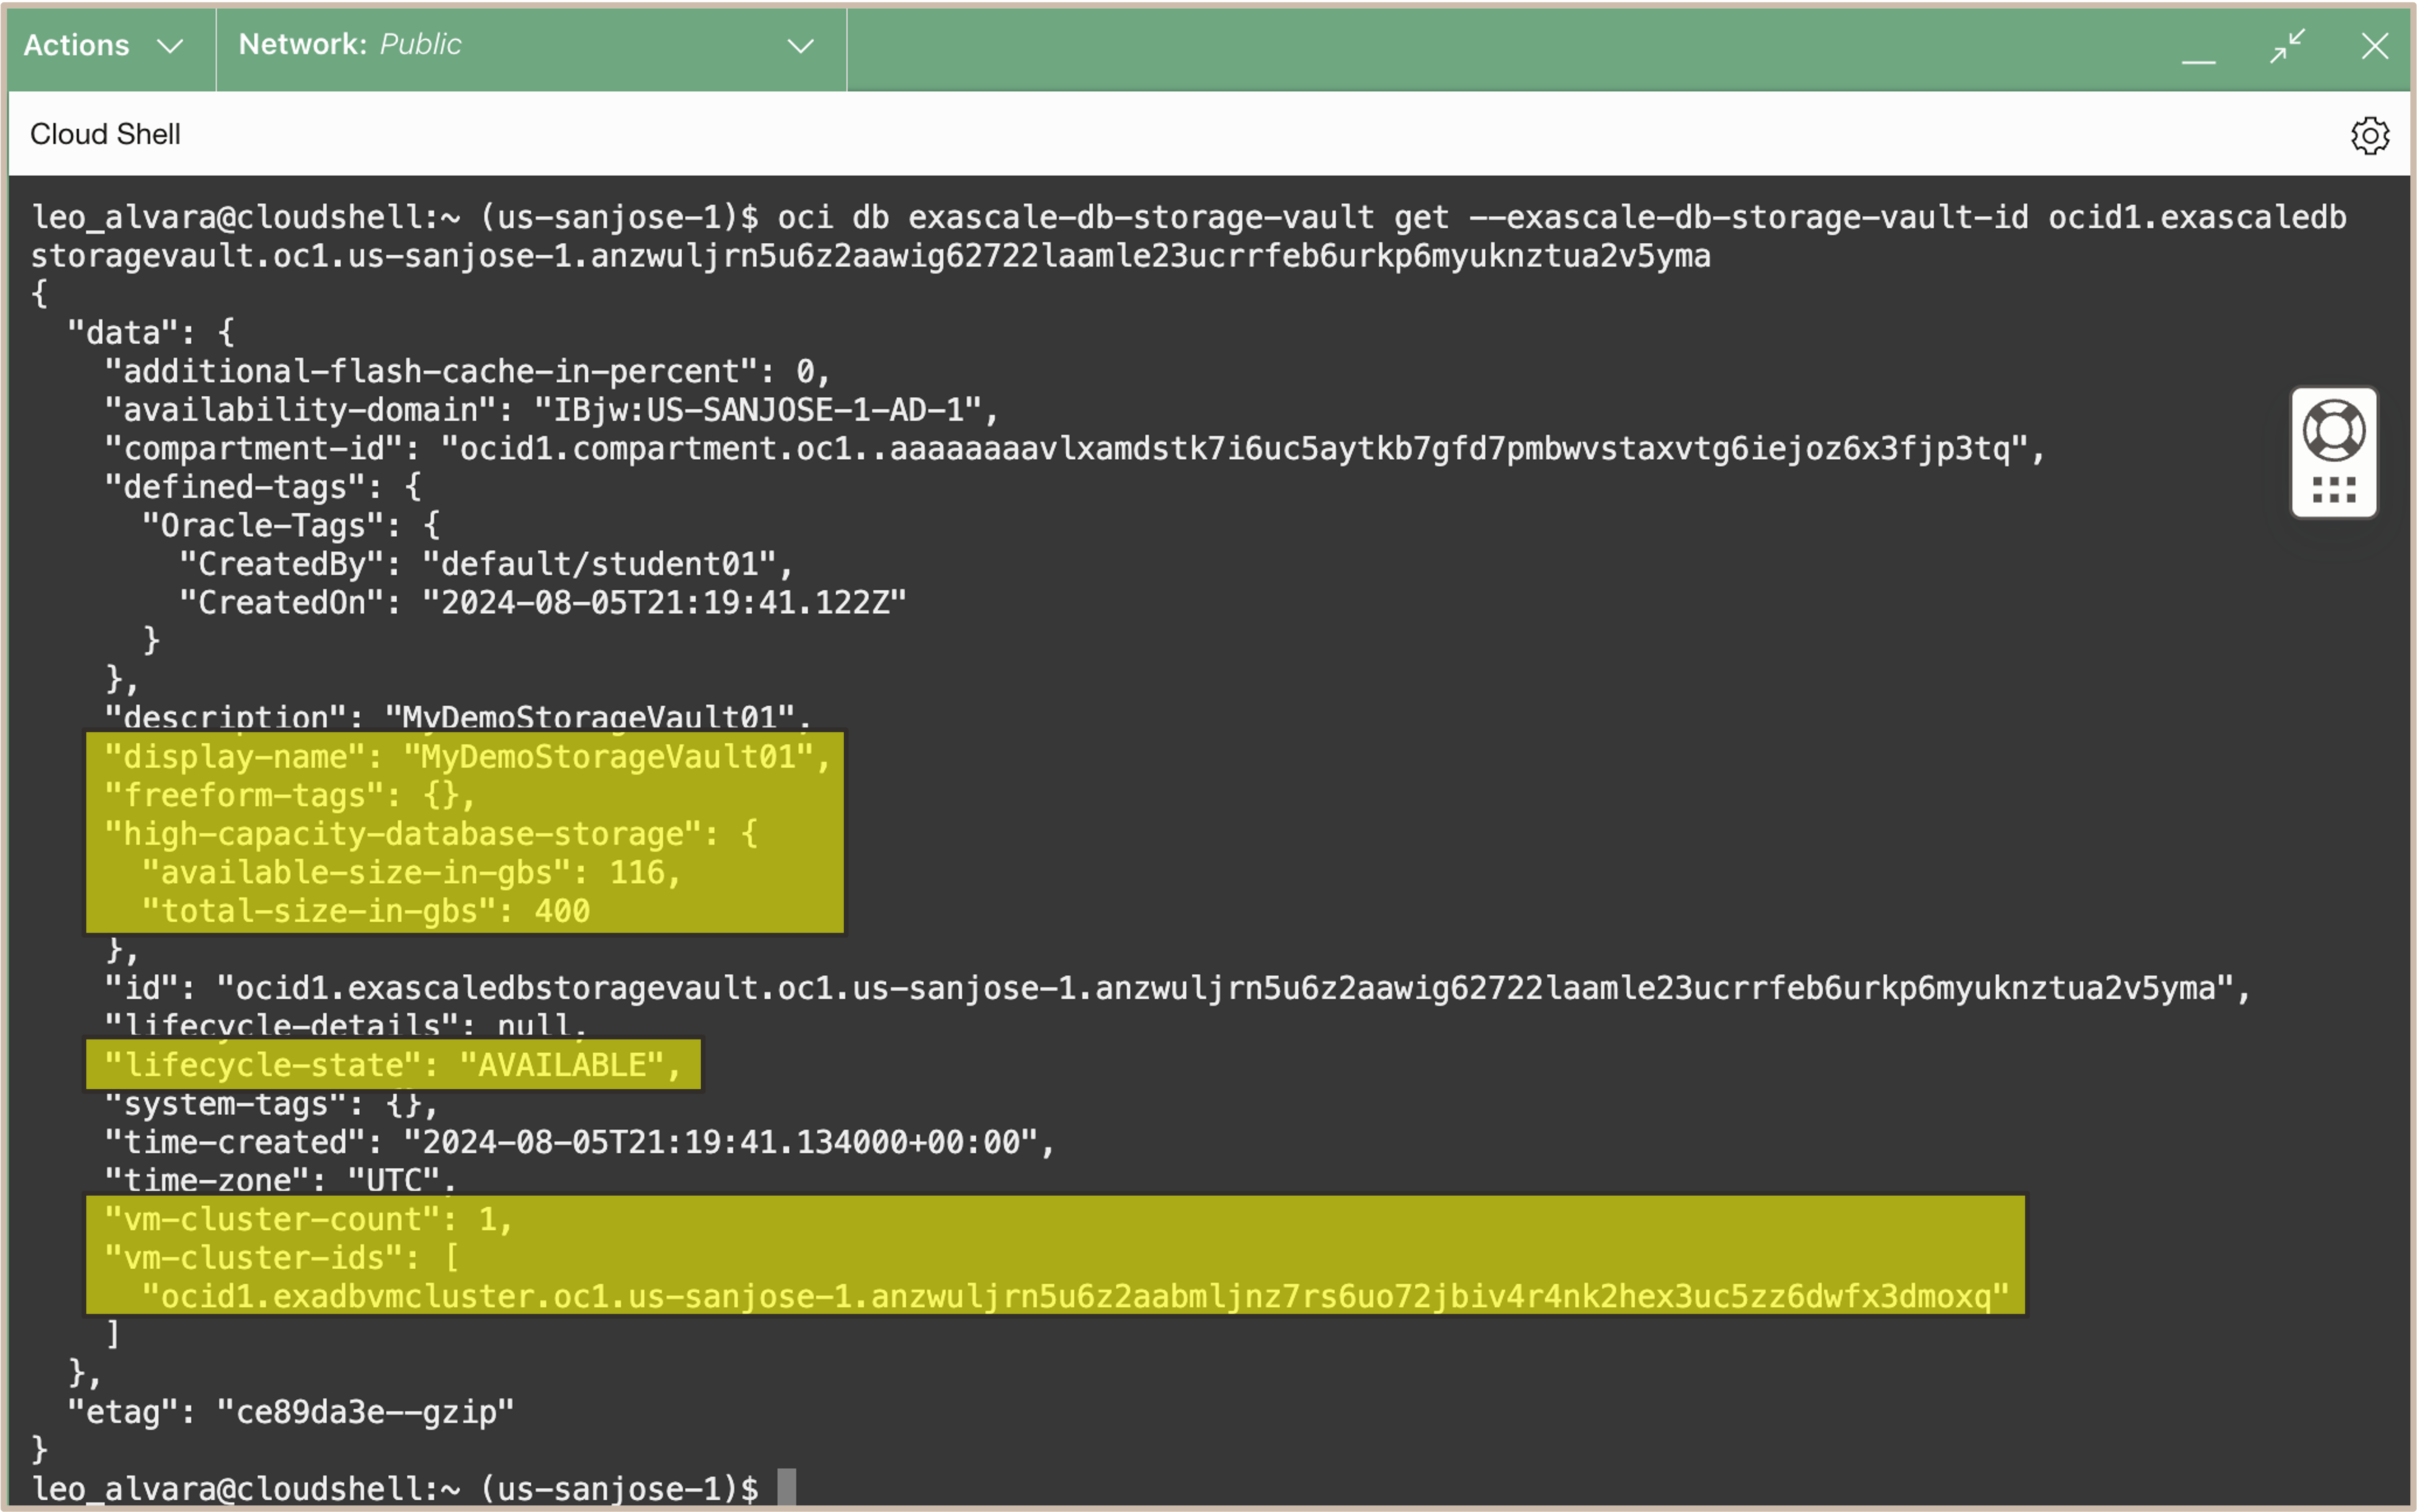 Actions
Network: Public
Cloud Shell
leo_alvara@cloudshell:~ (us-sanjose-1)$ oci db exascale-db-storage-vault get --exascale-db-storage-vault-id ocid1.exascaledb
storagevault.oc1.us-sanjose-1.anzwuljrn5u6z2aawig62722laamle23ucrrfeb6urkp6myuknztua2v5yma
{
  "data": {
    "additional-flash-cache-in-percent": 0,
    "availability-domain": "IBjw:US-SANJOSE-1-AD-1",
    "compartment-id": "ocid1.compartment.oc1..aaaaaaaavlxamdstk7i6uc5aytkb7gfd7pmbwvstaxvtg6iejoz6x3fjp3tq",
    "defined-tags": {
      "Oracle-Tags": {
        "CreatedBy": "default/student01",
        "CreatedOn": "2024-08-05T21:19:41.122Z"
      }
    },
    "description": "MyDemoStorageVault01",
    "display-name": "MyDemoStorageVault01",
    "freeform-tags": {},
    "high-capacity-database-storage": {
      "available-size-in-gbs": 116,
      "total-size-in-gbs": 400
    },
    "id": "ocid1.exascaledbstoragevault.oc1.us-sanjose-1.anzwuljrn5u6z2aawig62722laamle23ucrrfeb6urkp6myuknztua2v5yma",
    "lifecycle-details": null,
    "lifecycle-state": "AVAILABLE",
    "system-tags": {},
    "time-created": "2024-08-05T21:19:41.134000+00:00",
    "time-zone": "UTC",
    "vm-cluster-count": 1,
    "vm-cluster-ids": [
      "ocid1.exadbvmcluster.oc1.us-sanjose-1.anzwuljrn5u6z2aabmljnz7rs6uo72jbiv4r4nk2hex3uc5zz6dwfx3dmoxq"
    ]
  },
  "etag": "ce89da3e--gzip"
}
leo_alvara@cloudshell:~ (us-sanjose-1)$